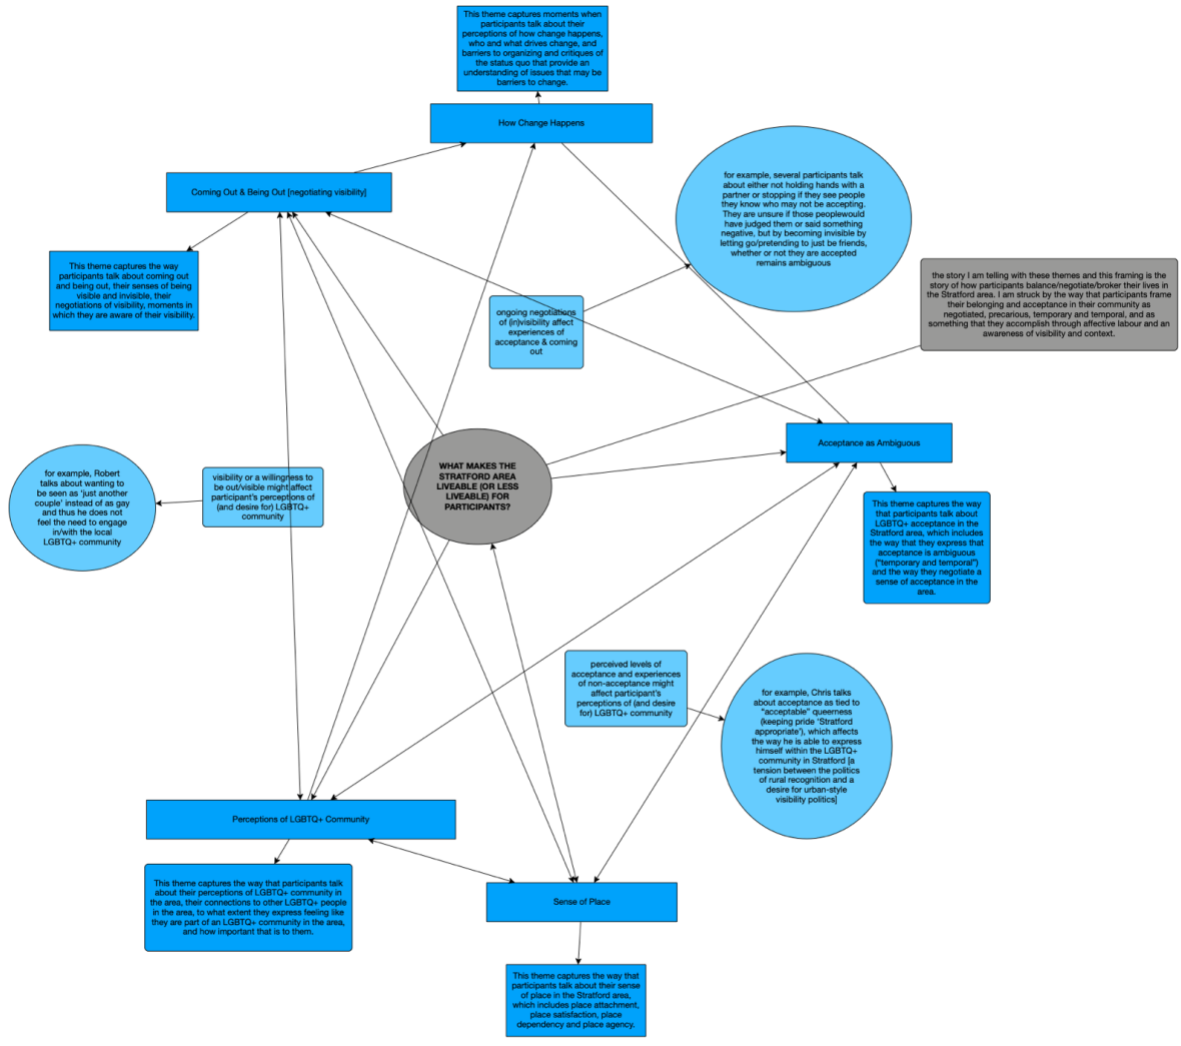 This theme captures moments when
participants talk about their
perceptions of how change happens,
who and what drives change, and
barriers to organizing and critiques of
the status quo that provide an
understanding of issues that may be
barriers to change.
How Change Happens
Coming Out & Being Out [negotiating visibility]
This theme captures the way
participants talk about coming out
and being out, their senses of being
visible and invisible, their
negotiations of visibility, moments in
which they are aware of their visibility.
for example, several participants talk
about either not holding hands with a
partner or stopping if they see people
they know who may not be accepting.
They are unsure if those peoplewould
have judged them or said something
negative, but by becoming invisible by
letting go/pretending to just be friends,
whether or not they are accepted
remains ambiguous
ongoing negotiations
of (in)visibility affect
experiences of
acceptance & coming
out
the story I am telling with these themes and this framing is the
story of how participants balance/negotiate/broker their lives in
the Stratford area. I am struck by the way that participants frame
their belonging and acceptance in their community as
negotiated, precarious, temporary and temporal, and as
something that they accomplish through affective labour and an
awareness of visibility and context.
Acceptance as Ambiguous
This theme captures the way
that participants talk about
LGBTQ+ acceptance in the
Stratford area, which includes
the way that they express that
acceptance is ambiguous
("temporary and temporal")
and the way they negotiate a
sense of acceptance in the
area.
WHAT MAKES THE
STRATFORD AREA
LIVEABLE (OR LESS
LIVEABLE) FOR
PARTICIPANTS?
for example, Robert
talks about wanting to
be seen as 'just another
couple' instead of as gay
and thus he does not
feel the need to engage
in/with the local
LGBTQ+ community
visibility or a willingness to
be out/visible might affect
participant's perceptions of
(and desire for) LGBTQ+
community
perceived levels of
acceptance and experiences
of non-acceptance might
affect participant's
perceptions of (and desire
for) LGBTQ+ community
for example, Chris talks
about acceptance as tied to
"acceptable" queerness
(keeping pride 'Stratford
appropriate'), which affects
the way he is able to express
himself within the LGBTQ+
community in Stratford [a
tension between the politics
of rural recognition and a
desire for urban-style
visibility politics]
Perceptions of LGBTQ+ Community
This theme captures the way that participants talk
about their perceptions of LGBTQ+ community in
the area, their connections to other LGBTQ+ people
in the area, to what extent they express feeling like
they are part of an LGBTQ+ community in the area,
and how important that is to them.
Sense of Place
This theme captures the way that
participants talk about their sense
of place in the Stratford area,
which includes place attachment,
place satisfaction, place
dependency and place agency.